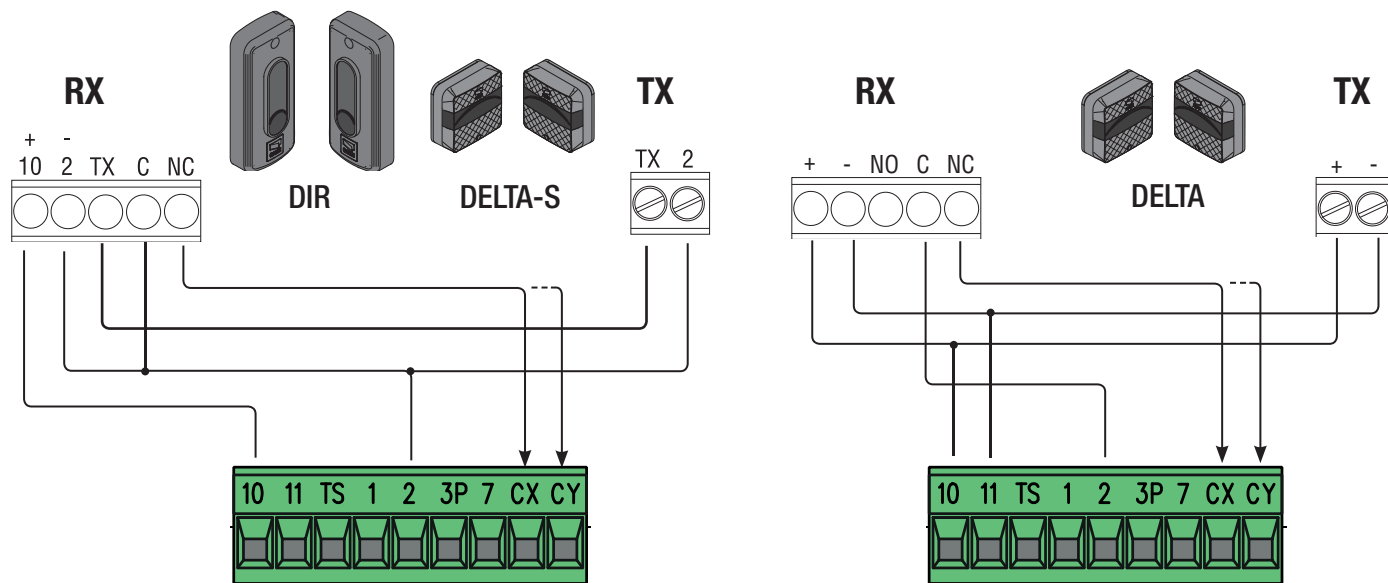 RX
TX
+ -
10 2 TX C NC
TX 2
DIR
DELTA-S
10 11 TS 1 2 3P 7 CX CY
RX
TX
+ - NO C NC
+ -
DELTA
10 11 TS 1 2 3P 7 CX CY